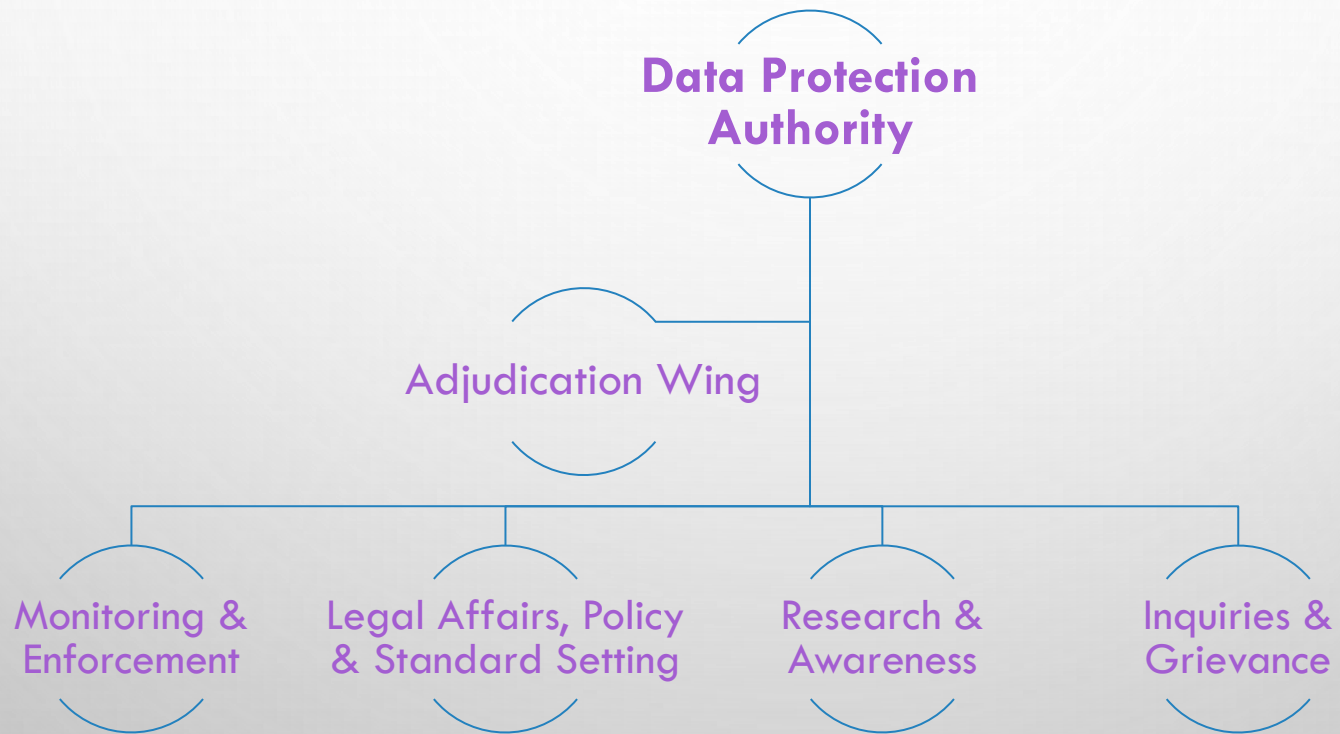 Data Protection
Authority
Adjudication Wing
Monitoring &
Enforcement
Legal Affairs, Policy
& Standard Setting
Research &
Awareness
Inquiries &
Grievance